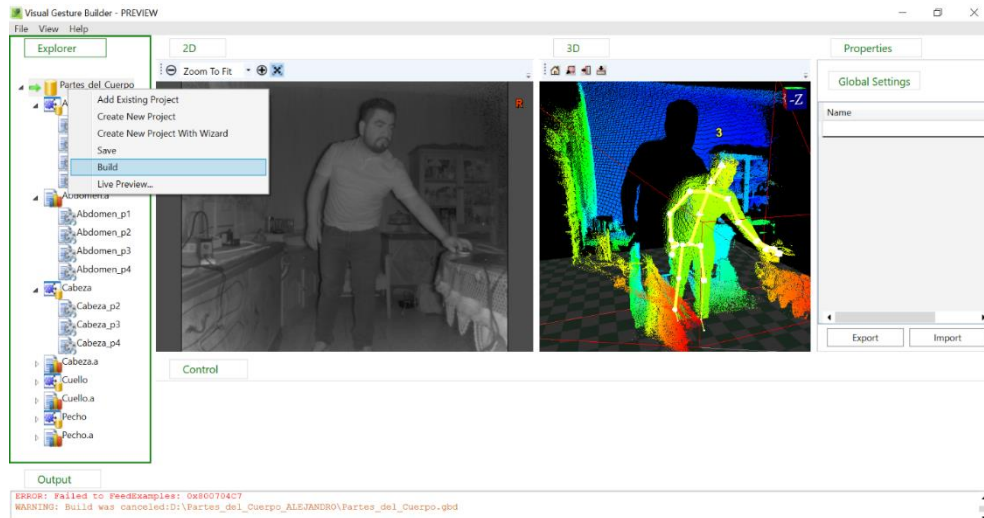 Visual Gesture Builder - PREVIEW
File View Help
Explorer
2D
3D
Properties
Zoom To Fit
Global Settings
Partes_del_Cuerpo
Name
R
-Z
3
A
Add Existing Project
Create New Project
Create New Project With Wizard
Save
Build
Live Preview...
Abdomen.a
Abdomen_p1
Abdomen_p2
Abdomen_p3
Abdomen_p4
Cabeza
Cabeza_p2
Cabeza_p3
Cabeza_p4
Cabeza.a
Cuello
Cuello.a
Pecho
Pecho.a
Export Import
Control
Output
ERROR: Failed to FeedExamples: 0x800704C7
WARNING: Build was canceled:D:\Partes_del_Cuerpo_ALEJANDRO\Partes_del_Cuerpo.gbd